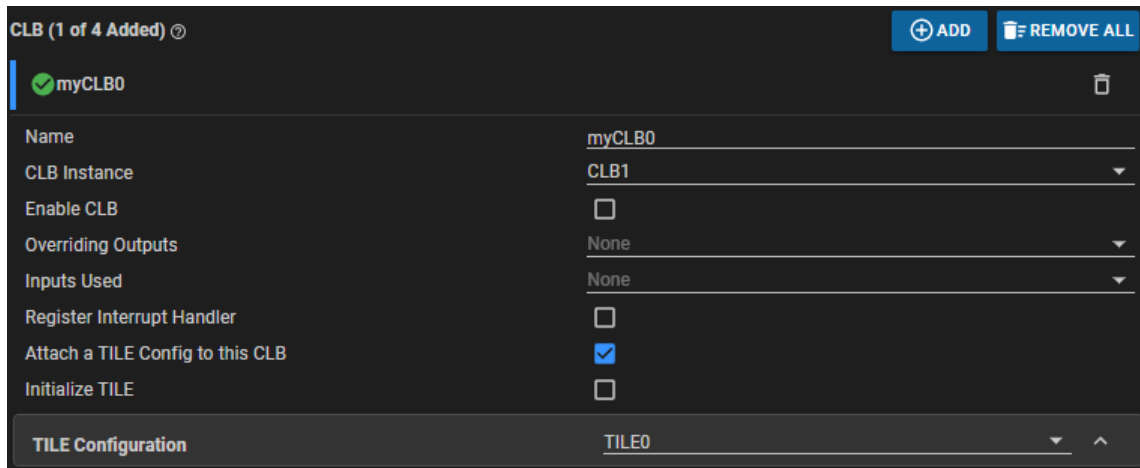 CLB (1 of 4 Added)
ADD
REMOVE ALL
myCLB0
Name myCLB0
CLB Instance CLB1
Enable CLB
Overriding Outputs None
Inputs Used None
Register Interrupt Handler
Attach a TILE Config to this CLB
Initialize TILE
TILE Configuration TILE0